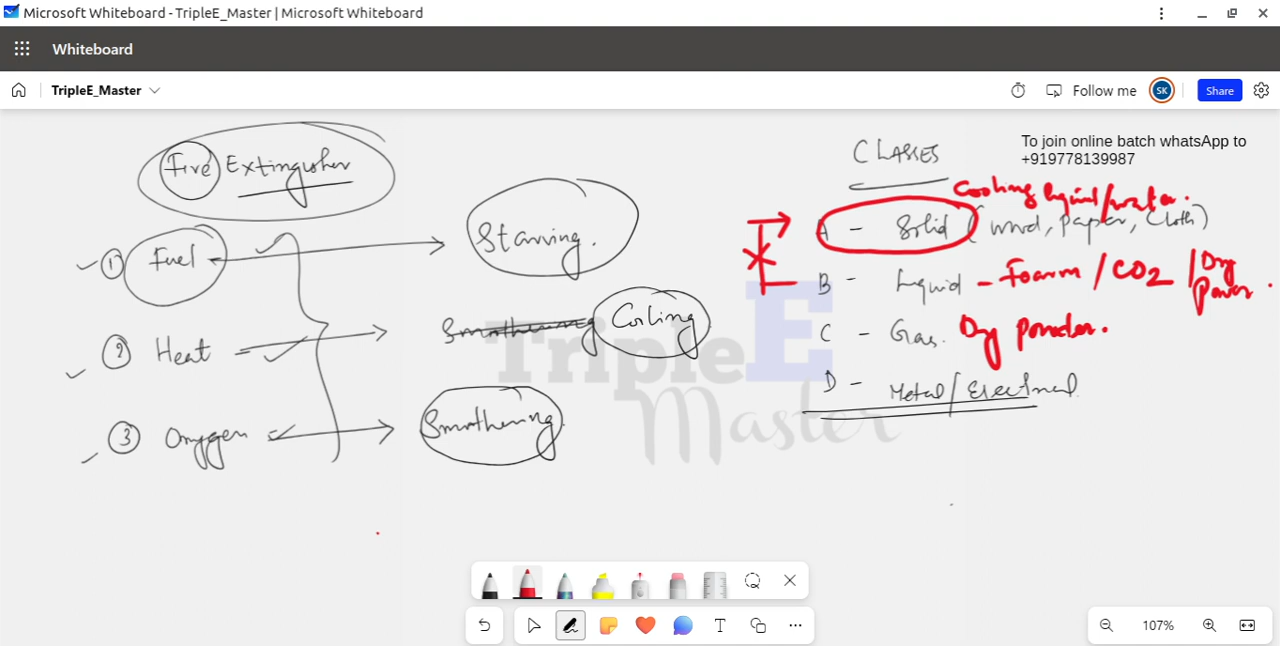 Microsoft Whiteboard - TripleE_Master | Microsoft Whiteboard
Whiteboard
TripleE_Master
Follow me
SK
Share
To join online batch whatsApp to
+919778139987
Fire Extinguisher
① Fuel
Starving.
② Heat
Smothering Cooling
③ Oxygen
Smothering
CLASSES
Cooling liquid/water.
A - Solid (wood, paper, cloth)
B - Liquid - Foam / CO2 / Dry
Power
C - Gas. Dry Powder.
D - Metal/Electrical
TripleE
Master
107%